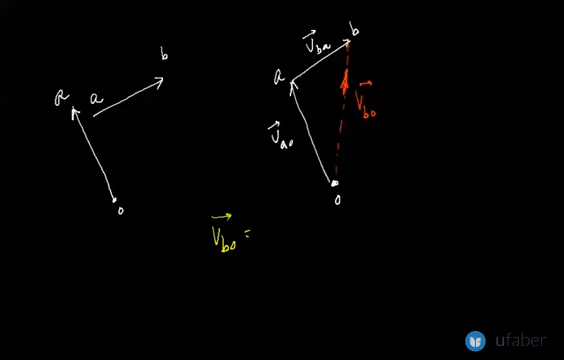 b
a a
o
b
V ba
a
V bo
V ao
o
V bo =
ufaber